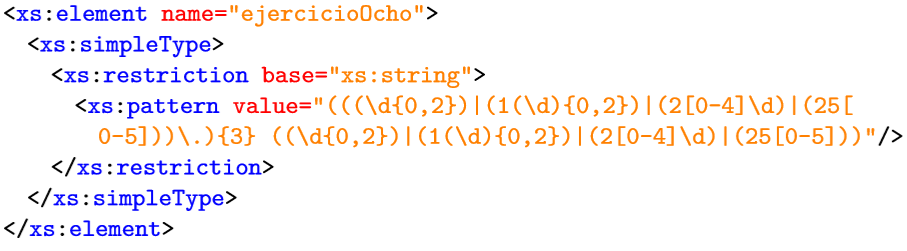 <xs:element name="ejercicioOcho">
<xs:simpleType>
<xs:restriction base="xs:string">
<xs:pattern value="(((\d{0,2})|(1(\d){0,2})|(2[0-4]\d)|(25[
0-5]))\.){3} ((\d{0,2})|(1(\d){0,2})|(2[0-4]\d)|(25[0-5]))"/>
</xs:restriction>
</xs:simpleType>
</xs:element>